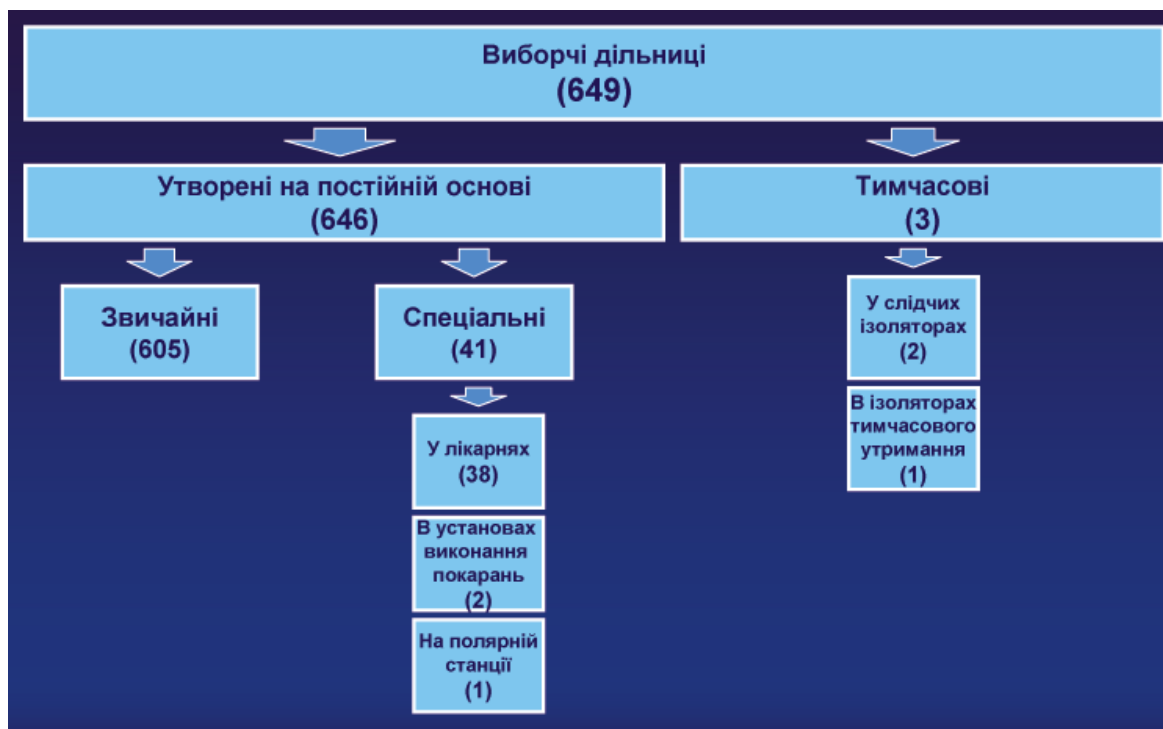 Виборчі дільниці
(649)
Утворені на постійній основі
(646)
Тимчасові
(3)
Звичайні
(605)
Спеціальні
(41)
У лікарнях
(38)
В установах
виконання
покарань
(2)
На полярній
станції
(1)
У слідчих
ізоляторах
(2)
В ізоляторах
тимчасового
утримання
(1)